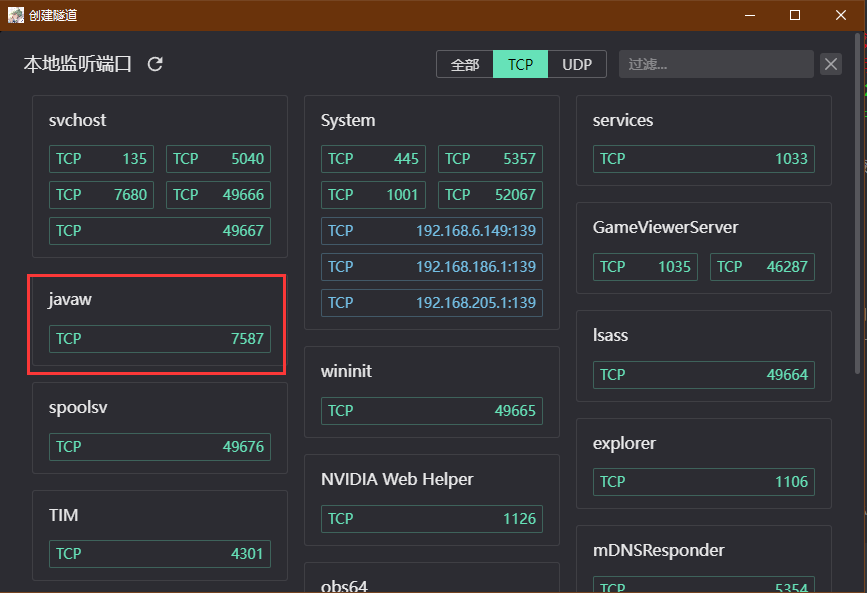 创建隧道
本地监听端口
全部 TCP UDP
过滤...
svchost
TCP 135
TCP 5040
TCP 7680
TCP 49666
TCP 49667
javaw
TCP 7587
spoolsv
TCP 49676
TIM
TCP 4301
System
TCP 445
TCP 5357
TCP 1001
TCP 52067
TCP 192.168.6.149:139
TCP 192.168.186.1:139
TCP 192.168.205.1:139
wininit
TCP 49665
NVIDIA Web Helper
TCP 1126
obs64
services
TCP 1033
GameViewerServer
TCP 1035
TCP 46287
lsass
TCP 49664
explorer
TCP 1106
mDNSResponder
TCP 5354